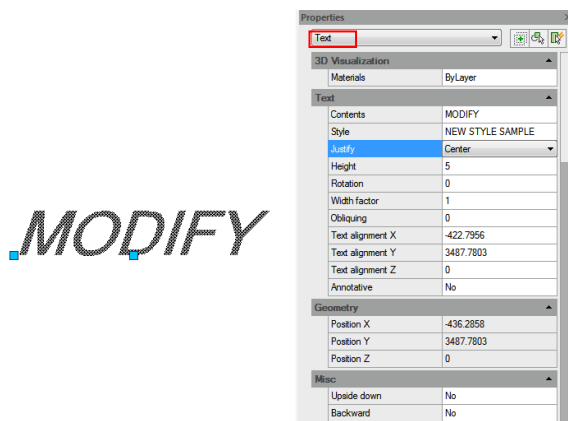 MODIFY
Properties
Text
3D Visualization
Materials ByLayer
Text
Contents MODIFY
Style NEW STYLE SAMPLE
Justify Center
Height 5
Rotation 0
Width factor 1
Obliquing 0
Text alignment X -422.7956
Text alignment Y 3487.7803
Text alignment Z 0
Annotative No
Geometry
Position X -436.2858
Position Y 3487.7803
Position Z 0
Misc
Upside down No
Backward No